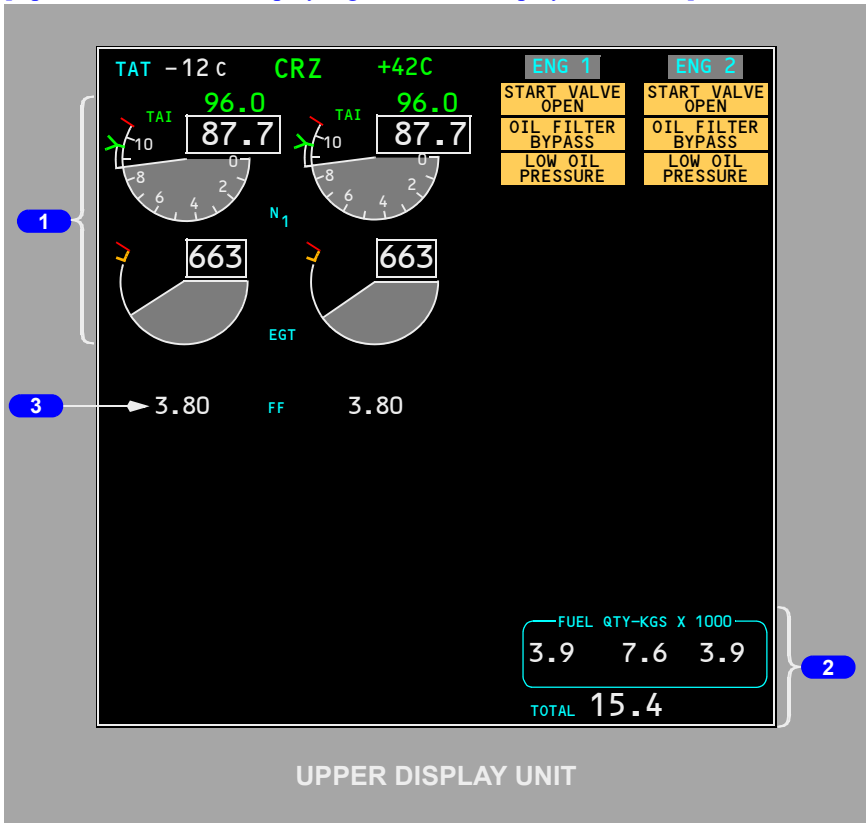 TAT -12 C CRZ +42C ENG 1 ENG 2
START VALVE OPEN START VALVE OPEN
OIL FILTER BYPASS OIL FILTER BYPASS
LOW OIL PRESSURE LOW OIL PRESSURE
TAI 96.0 TAI 96.0
87.7 87.7
10 8 6 4 2 0 10 8 6 4 2 0
N1
1
663 663
EGT
3 3.80 FF 3.80
FUEL QTY-KGS X 1000
3.9 7.6 3.9
2
TOTAL 15.4
UPPER DISPLAY UNIT